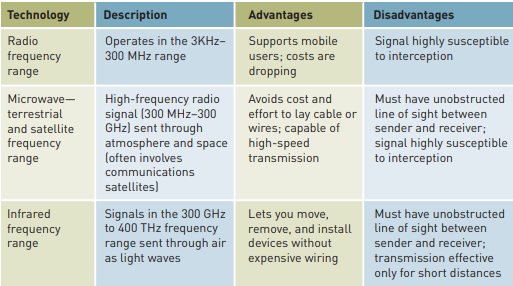 Technology Description Advantages Disadvantages
Radio
frequency
range
Operates in the 3KHz–
300 MHz range
Supports mobile
users; costs are
dropping
Signal highly susceptible
to interception
Microwave—
terrestrial
and satellite
frequency
range
High-frequency radio
signal (300 MHz–300
GHz) sent through
atmosphere and space
(often involves
communications
satellites)
Avoids cost and
effort to lay cable or
wires; capable of
high-speed
transmission
Must have unobstructed
line of sight between
sender and receiver;
signal highly susceptible
to interception
Infrared
frequency
range
Signals in the 300 GHz
to 400 THz frequency
range sent through air
as light waves
Lets you move,
remove, and install
devices without
expensive wiring
Must have unobstructed
line of sight between
sender and receiver;
transmission effective
only for short distances